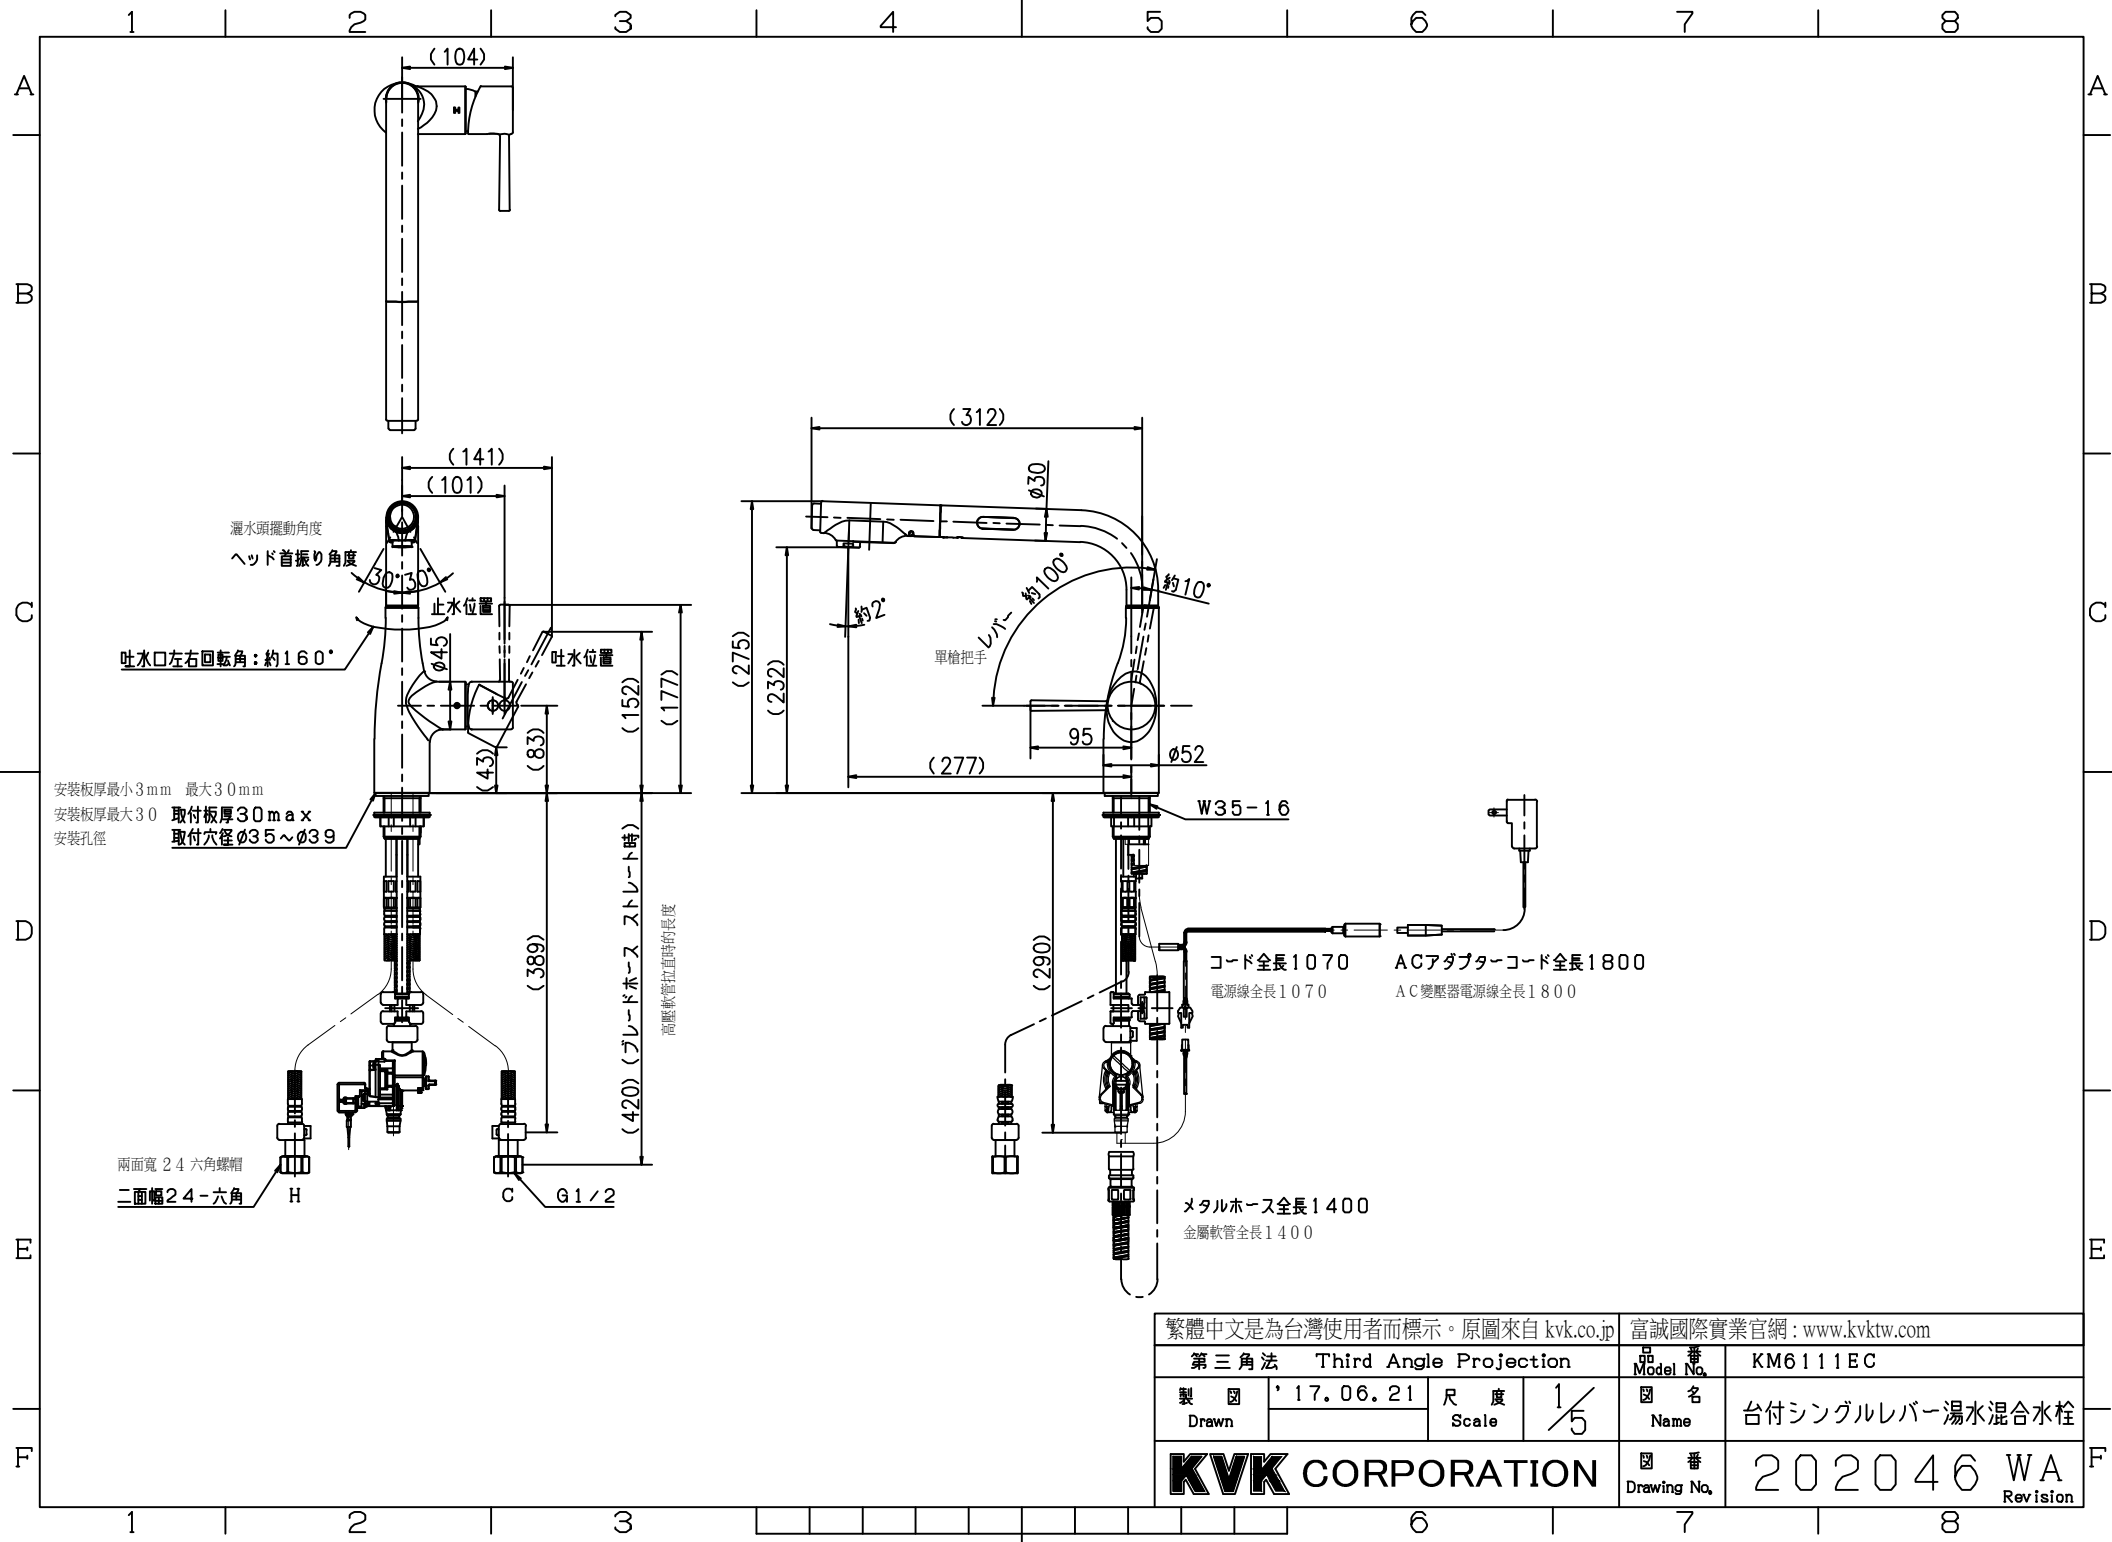 1 2 3 4 5 6 7 8
A A
B B
C C
D D
E E
F F
(104)
H
(141)
(101)
灑水頭擺動角度
ヘッド首振り角度
30° 30°
止水位置
吐水口左右回転角:約160°
ø45
吐水位置
(152)
(177)
(83)
(43)
安裝板厚最小3mm 最大30mm
安裝板厚最大30 取付板厚30max
安裝孔徑 取付穴径ø35～ø39
(389)
(420)(ブレードホース ストレート時)
高壓軟管拉直時的長度
兩面寬 24 六角螺帽
二面幅24-六角
H
C
G1/2
(312)
ø30
約2°
レバー 約100°
單槍把手
約10°
(275)
(232)
95
ø52
(277)
W35-16
(290)
コード全長1070
電源線全長1070
ACアダプターコード全長1800
AC變壓器電源線全長1800
メタルホース全長1400
金屬軟管全長1400
繁體中文是為台灣使用者而標示。原圖來自 kvk.co.jp 富誠國際實業官網 : www.kvktw.com
第三角法 Third Angle Projection
品番 Model No. KM6111EC
製図 Drawn '17.06.21
尺度 Scale 1/5
図名 Name 台付シングルレバー湯水混合水栓
KVK CORPORATION
図番 Drawing No. 202046 WA Revision
1 2 3 6 7 8